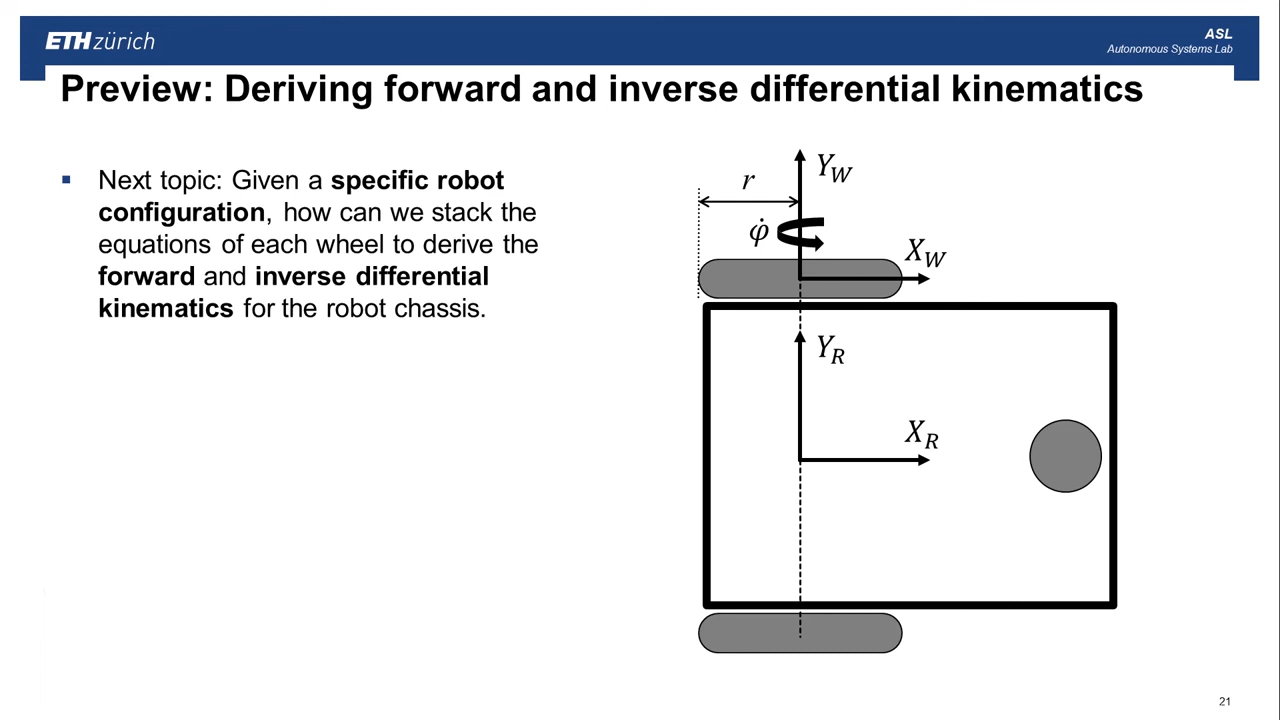 ETH zürich
ASL
Autonomous Systems Lab
Preview: Deriving forward and inverse differential kinematics
▪ Next topic: Given a specific robot
configuration, how can we stack the
equations of each wheel to derive the
forward and inverse differential
kinematics for the robot chassis.
Y_W
r
φ̇
X_W
Y_R
X_R
21